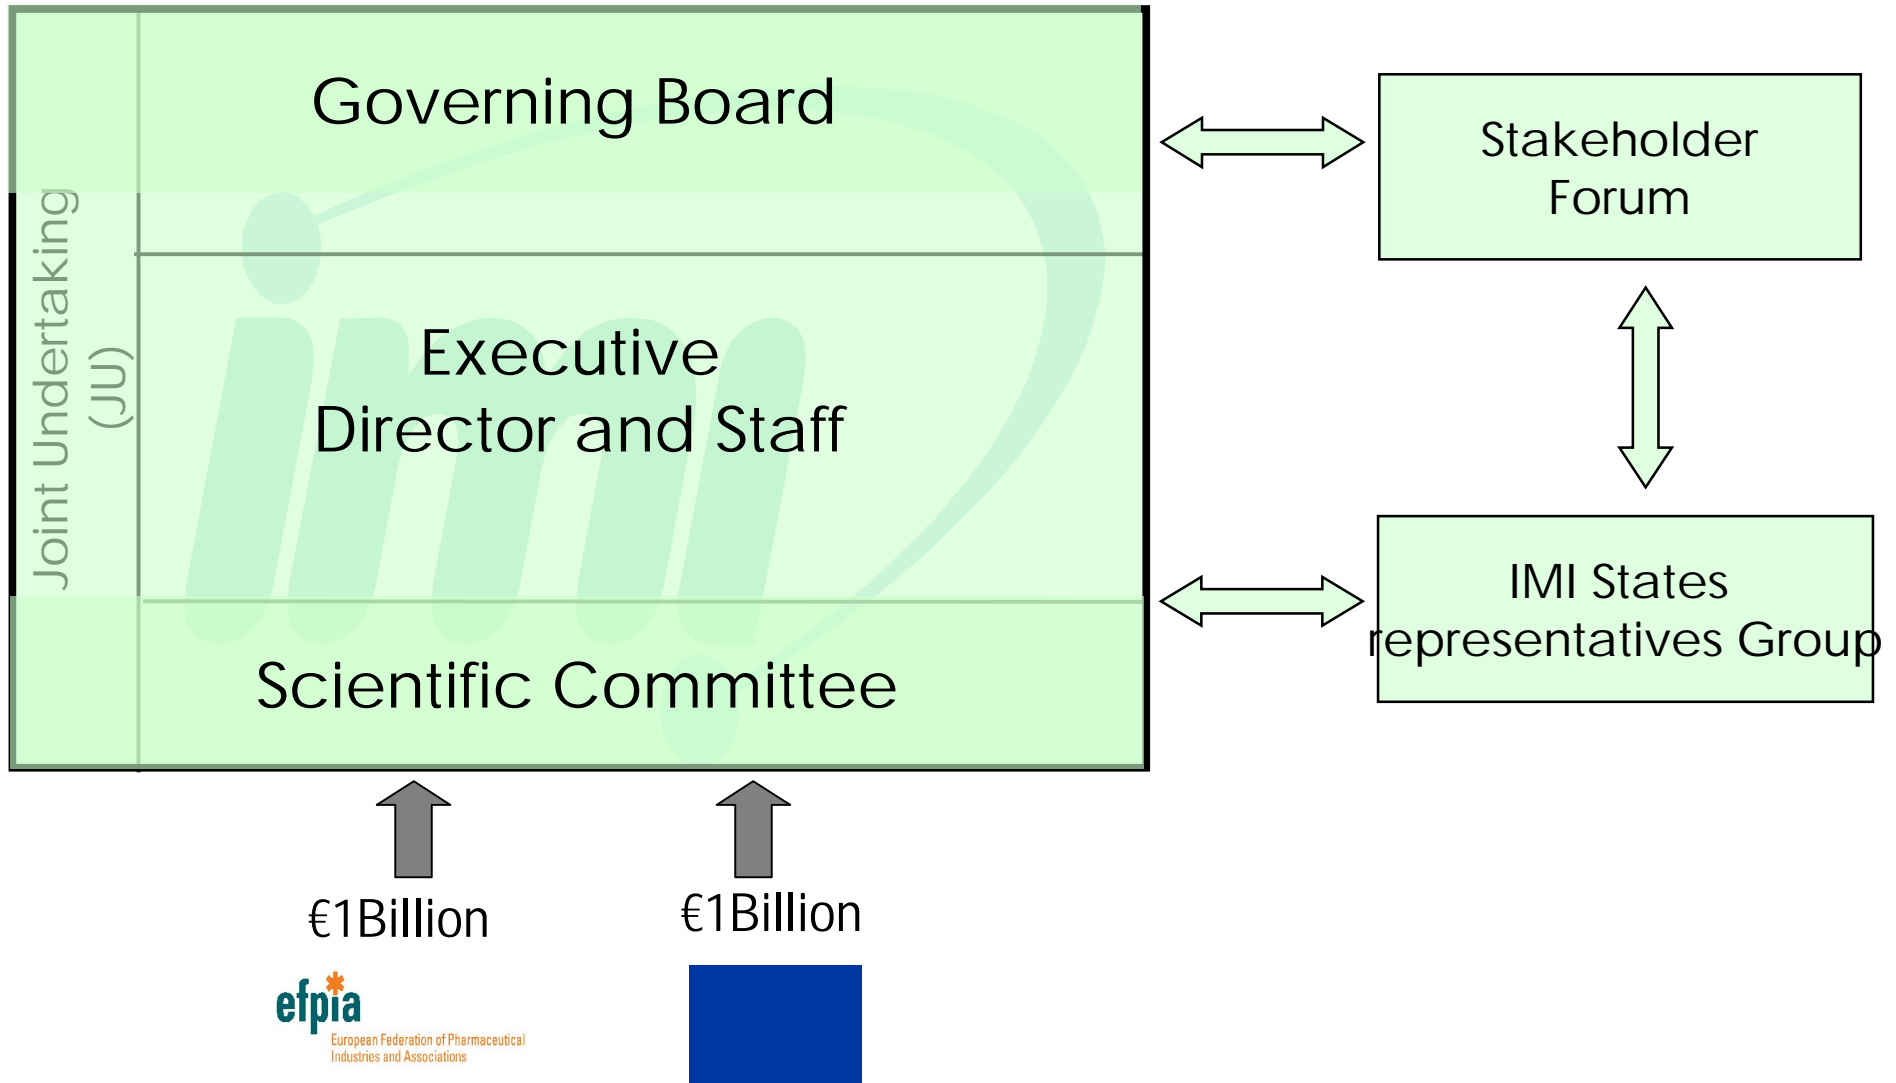 Governing Board
Joint Undertaking
(JU)
Executive
Director and Staff
Scientific Committee
Stakeholder
Forum
IMI States
representatives Group
€1Billion
€1Billion
imi
efpia
European Federation of Pharmaceutical
Industries and Associations